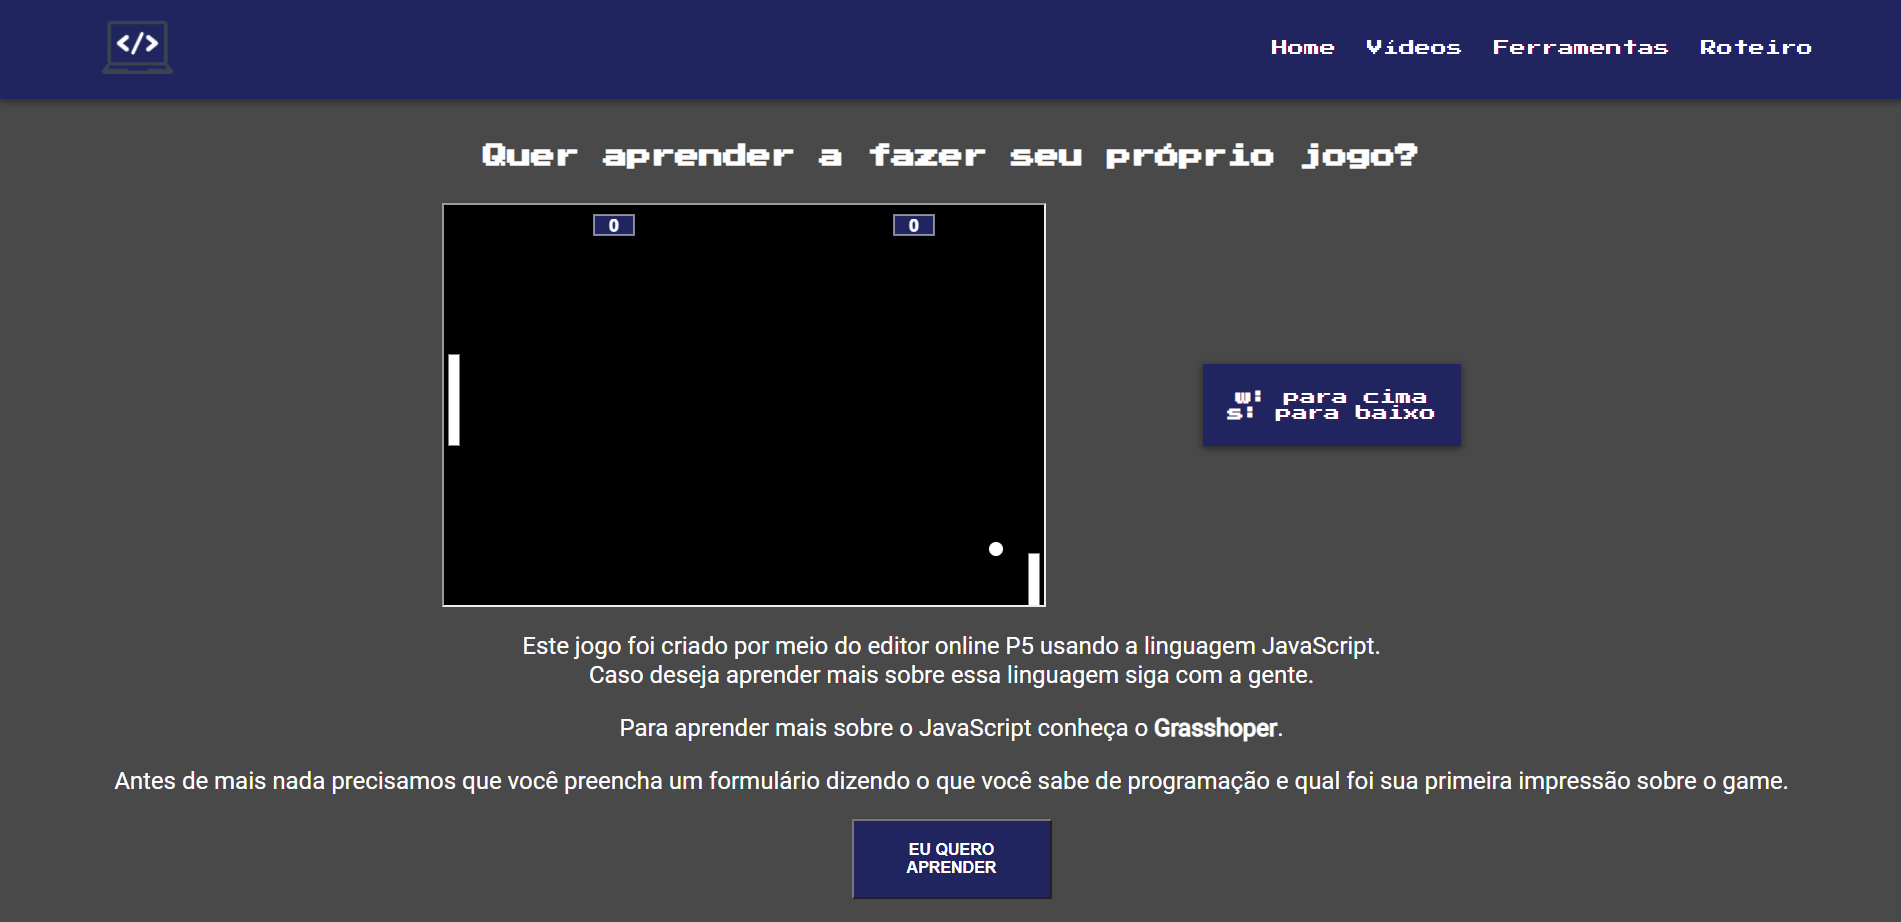 </>
Home Vídeos Ferramentas Roteiro
Quer aprender a fazer seu próprio jogo?
0 0
w: para cima
s: para baixo
Este jogo foi criado por meio do editor online P5 usando a linguagem JavaScript.
Caso deseja aprender mais sobre essa linguagem siga com a gente.
Para aprender mais sobre o JavaScript conheça o Grasshoper.
Antes de mais nada precisamos que você preencha um formulário dizendo o que você sabe de programação e qual foi sua primeira impressão sobre o game.
EU QUERO
APRENDER